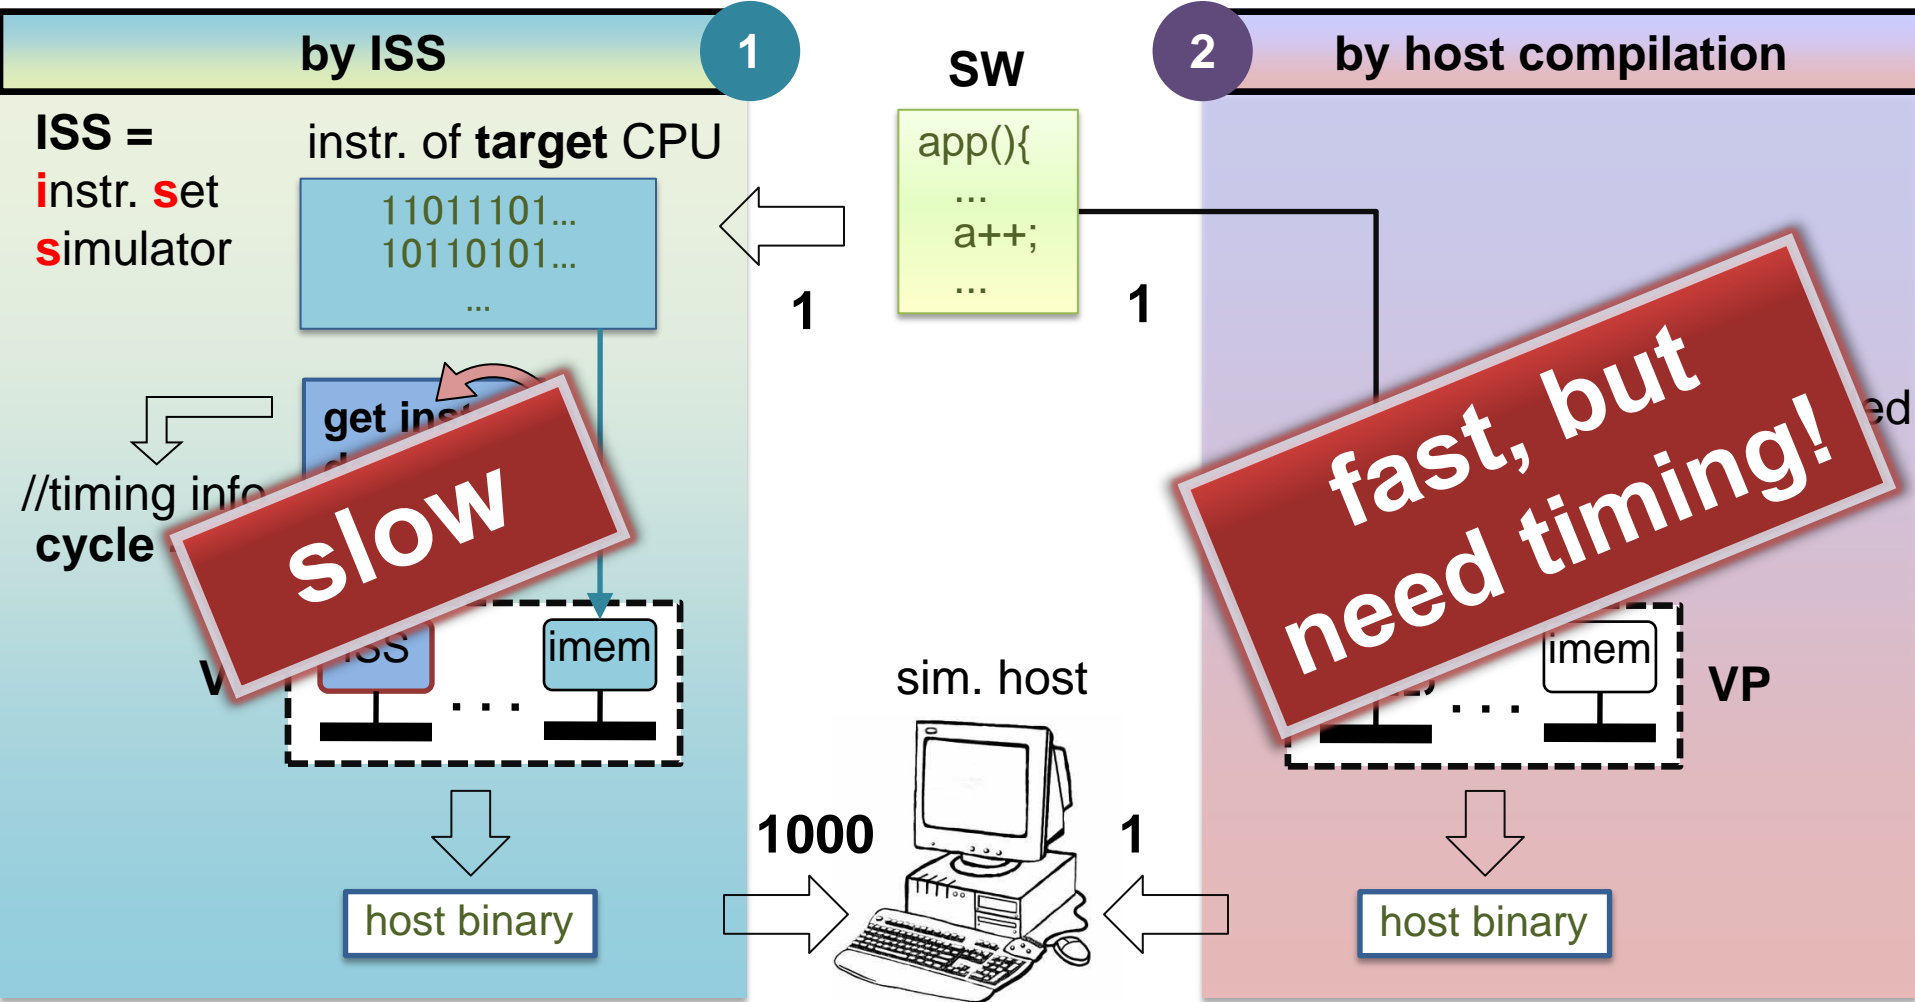 by ISS
1
ISS =
instr. set
simulator
instr. of target CPU
11011101...
10110101...
...
get
//timing info
cycle
slow
imem
. . .
host binary
SW
app(){
...
a++;
...
1
1
sim. host
1000
1
2
by host compilation
fast, but
need timing!
imem
. . .
VP
host binary